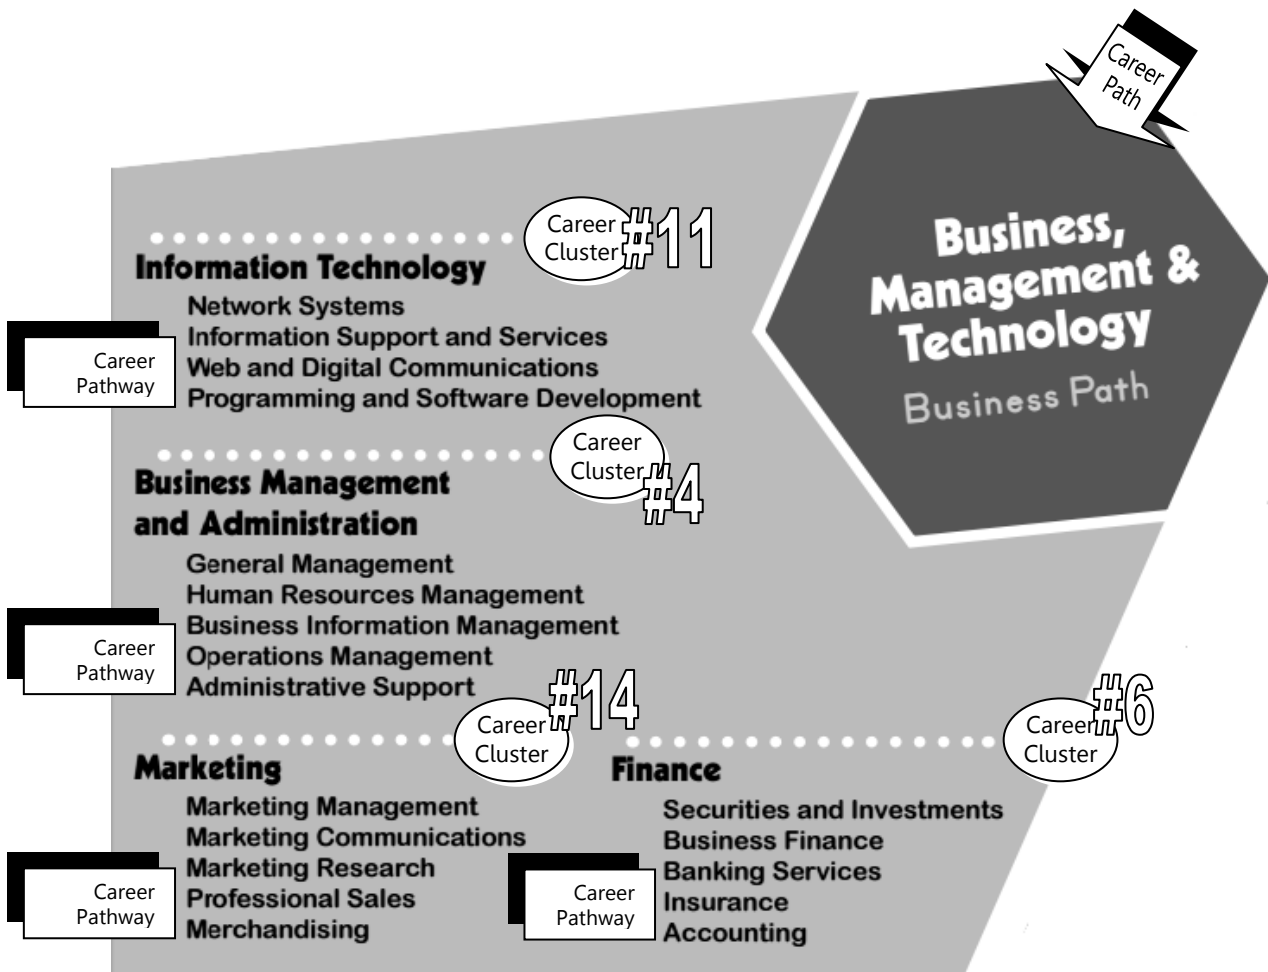 Career
Path
Business,
Management &
Technology
Business Path
Career
Cluster
#11
Information Technology
Network Systems
Information Support and Services
Web and Digital Communications
Programming and Software Development
Career
Pathway
Career
Cluster
#4
Business Management
and Administration
General Management
Human Resources Management
Business Information Management
Operations Management
Administrative Support
Career
Pathway
Career
Cluster
#14
Marketing
Marketing Management
Marketing Communications
Marketing Research
Professional Sales
Merchandising
Career
Pathway
Career
Cluster
#6
Finance
Securities and Investments
Business Finance
Banking Services
Insurance
Accounting
Career
Pathway